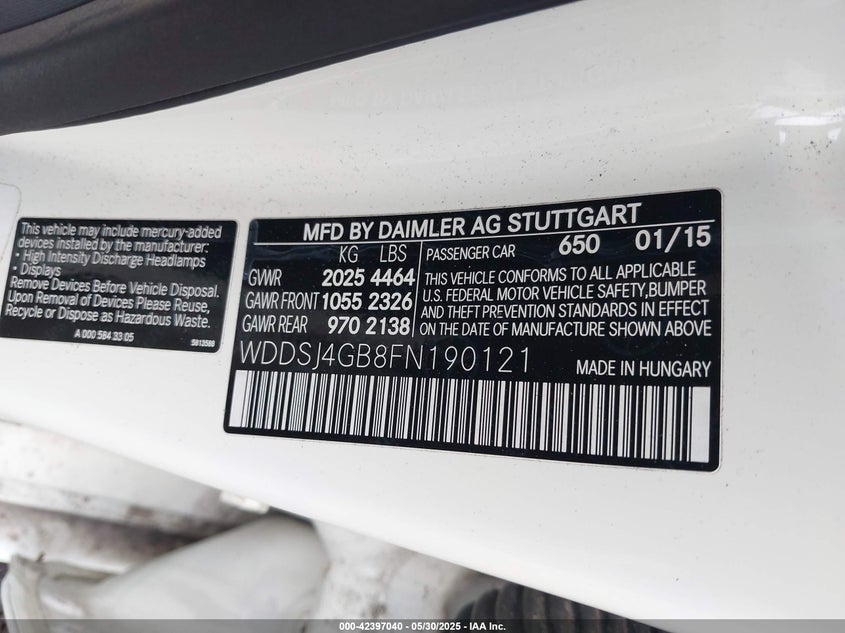 This vehicle may include mercury-added
devices installed by the manufacturer:
• High Intensity Discharge Headlamps
• Displays
Remove Devices Before Vehicle Disposal.
Upon Removal of Devices Please Reuse,
Recycle or Dispose as Hazardous Waste.
A 000 584 33 05
MFD BY DAIMLER AG STUTTGART
KG LBS
GWWR 2025 4464
GAWR FRONT 1055 2326
GAWR REAR 970 2138
PASSENGER CAR 650 01/15
THIS VEHICLE CONFORMS TO ALL APPLICABLE
U.S. FEDERAL MOTOR VEHICLE SAFETY,BUMPER
AND THEFT PREVENTION STANDARDS IN EFFECT
ON THE DATE OF MANUFACTURE SHOWN ABOVE
WDDSJ4GB8FN190121
MADE IN HUNGARY
000-42397040 — 05/30/2025 — IAA Inc.